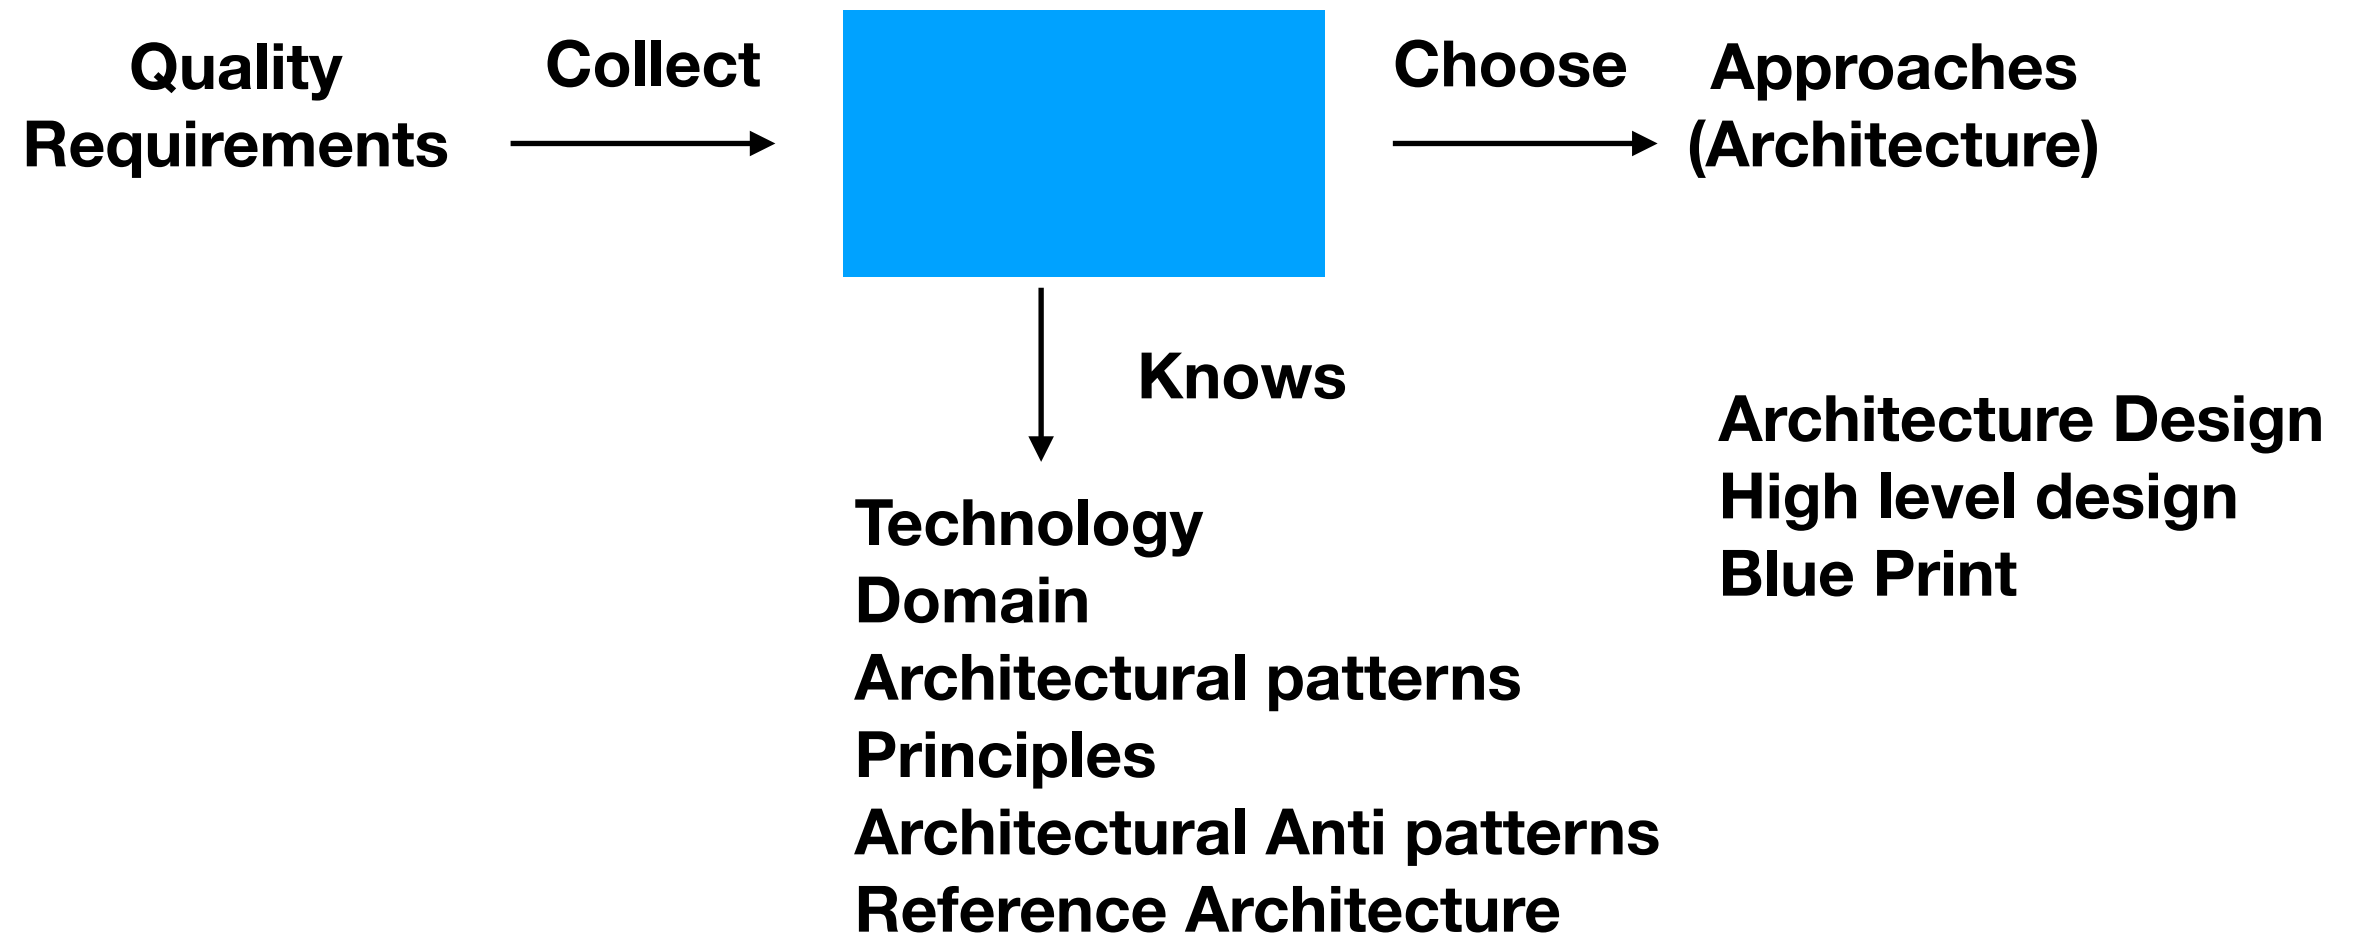 Quality
Requirements
Collect
Choose
Approaches
(Architecture)
Knows
Technology
Domain
Architectural patterns
Principles
Architectural Anti patterns
Reference Architecture
Architecture Design
High level design
Blue Print